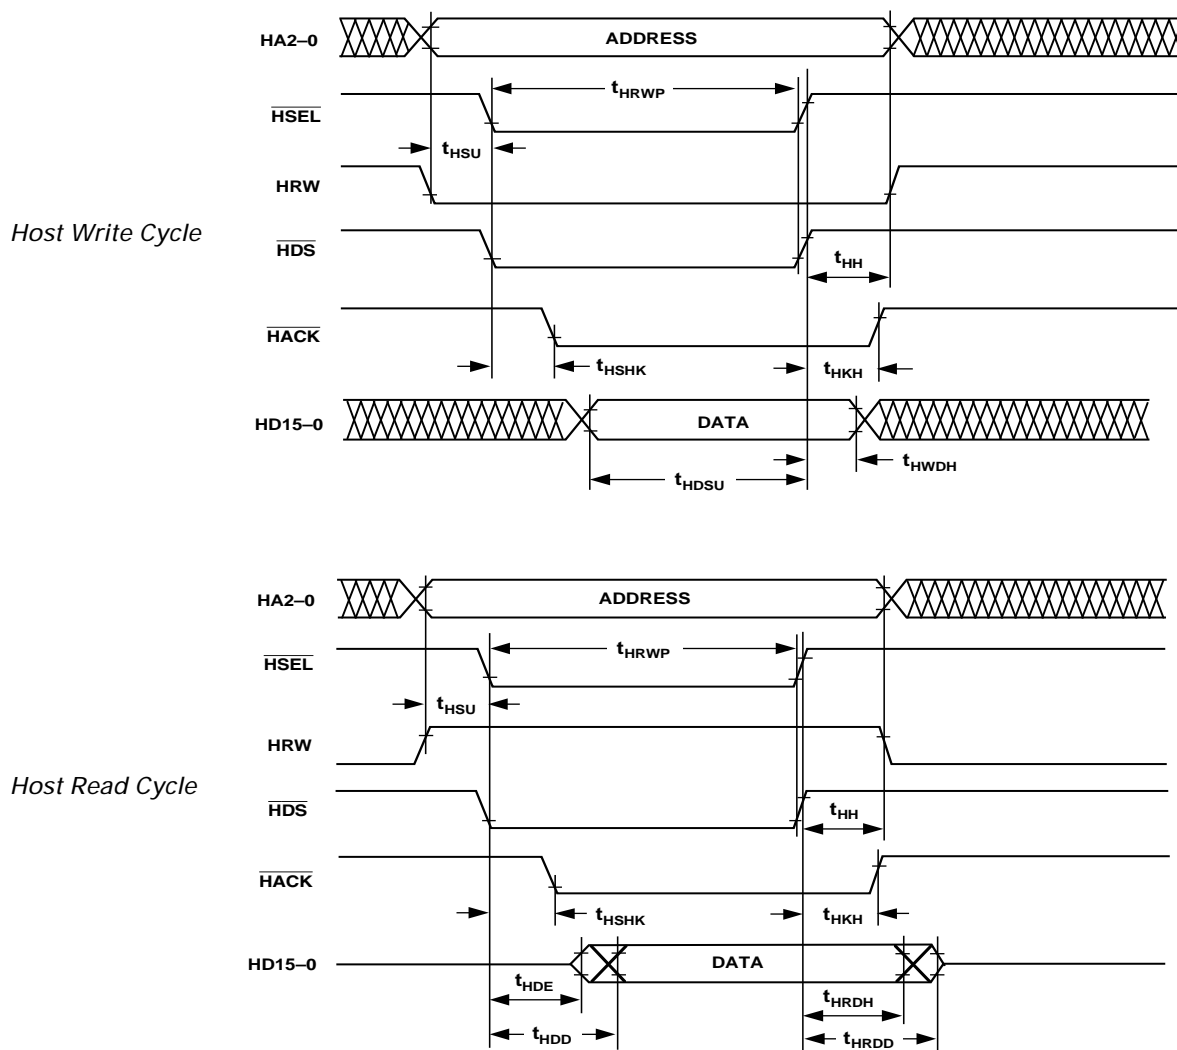 HA2–0
ADDRESS
tHRWP
HSEL
tHSU
HRW
Host Write Cycle
HDS
tHH
HACK
tHSHK
tHKH
HD15–0
DATA
tHWDH
tHDSU
HA2–0
ADDRESS
tHRWP
HSEL
tHSU
HRW
Host Read Cycle
HDS
tHH
HACK
tHSHK
tHKH
HD15–0
DATA
tHDE
tHRDH
tHDD
tHRDD